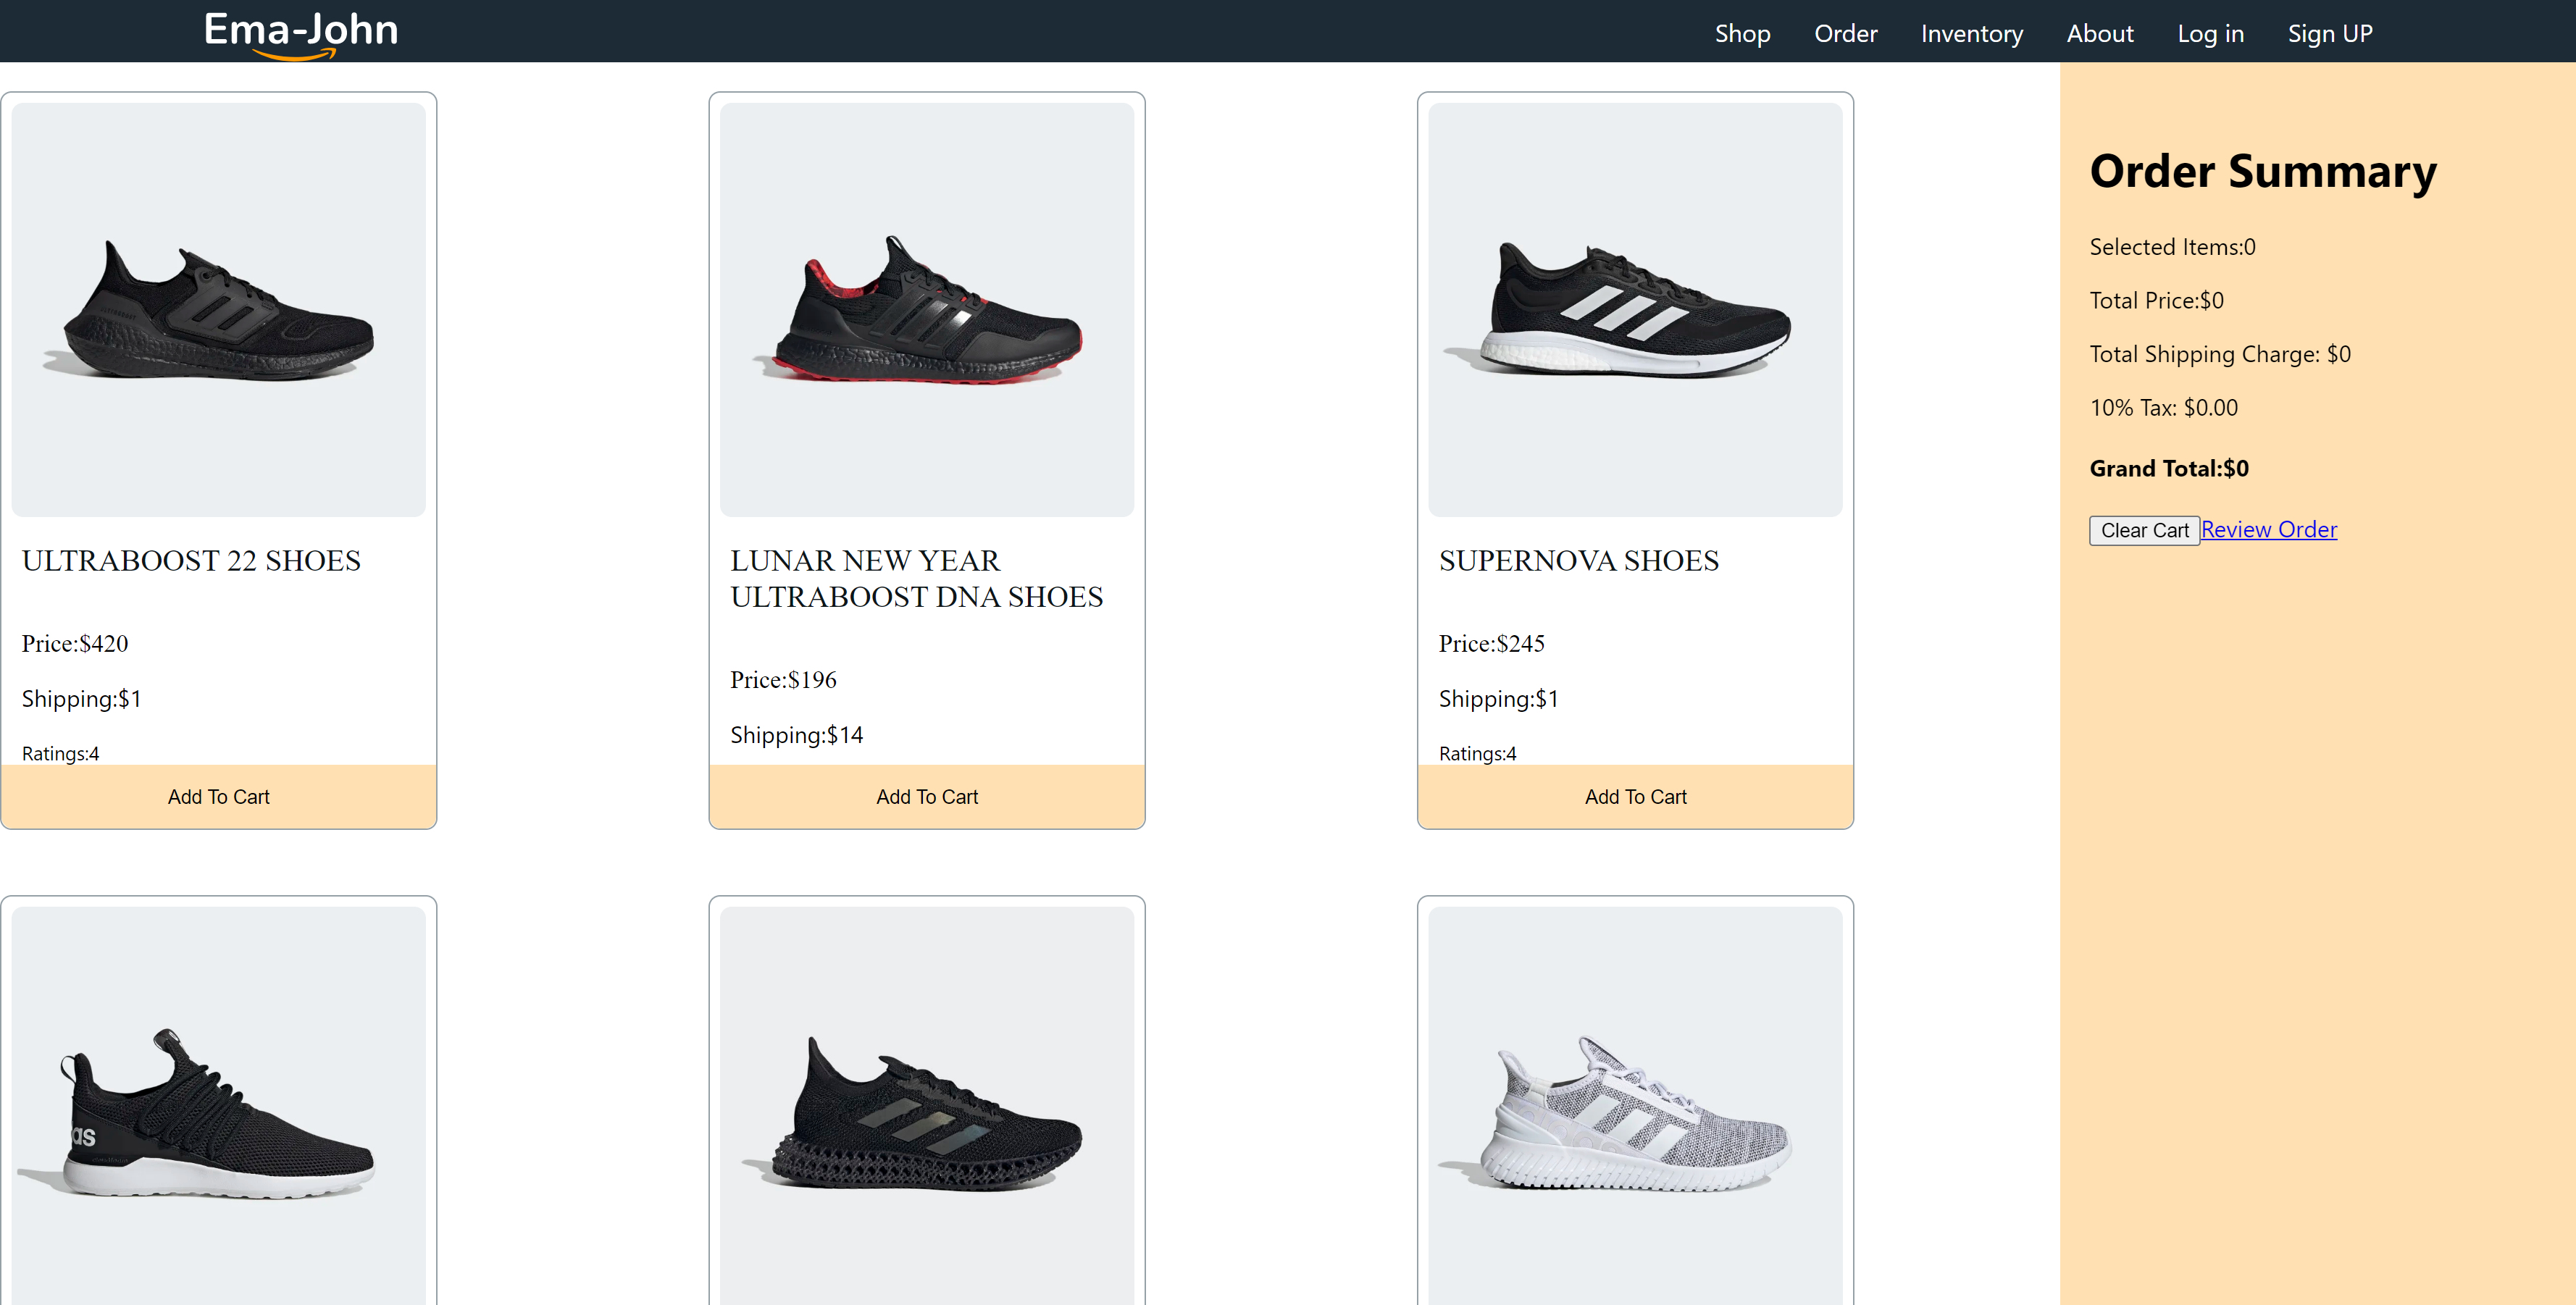 Ema-John
Shop Order Inventory About Log in Sign UP
ULTRABOOST 22 SHOES
Price:$420
Shipping:$1
Ratings:4
Add To Cart
LUNAR NEW YEAR
ULTRABOOST DNA SHOES
Price:$196
Shipping:$14
Add To Cart
SUPERNOVA SHOES
Price:$245
Shipping:$1
Ratings:4
Add To Cart
as
Order Summary
Selected Items:0
Total Price:$0
Total Shipping Charge: $0
10% Tax: $0.00
Grand Total:$0
Clear Cart Review Order